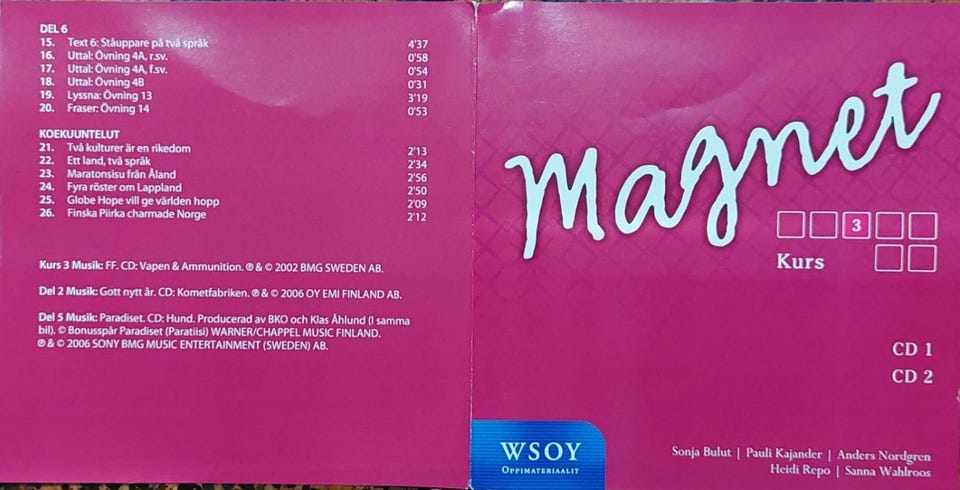 DEL 6
15. Text 6: Ståuppare på två språk 4'37
16. Uttal: Övning 4A, r.sv. 0'58
17. Uttal: Övning 4A, f.sv. 0'54
18. Uttal: Övning 4B 0'31
19. Lyssna: Övning 13 3'19
20. Fraser: Övning 14 0'53
KOEKUUNTELUT
21. Två kulturer är en rikedom 2'13
22. Ett land, två språk 2'34
23. Maratonsisu från Åland 2'56
24. Fyra röster om Lappland 2'50
25. Globe Hope vill ge världen hopp 2'09
26. Finska Piirka charmade Norge 2'12
Kurs 3 Musik: FF. CD: Vapen & Ammunition. ℗ & © 2002 BMG SWEDEN AB.
Del 2 Musik: Gott nytt år. CD: Kometfabriken. ℗ & © 2006 OY EMI FINLAND AB.
Del 5 Musik: Paradiset. CD: Hund. Producerad av BKO och Klas Åhlund (I samma
bil). © Bonusspår Paradiset (Paratiisi) WARNER/CHAPPEL MUSIC FINLAND.
℗ & © 2006 SONY BMG MUSIC ENTERTAINMENT (SWEDEN) AB.
Magnet
3
Kurs
CD 1
CD 2
WSOY
OPPIMATERIAALIT
Sonja Bulut | Pauli Kajander | Anders Nordgren
Heidi Repo | Sanna Wahlroos